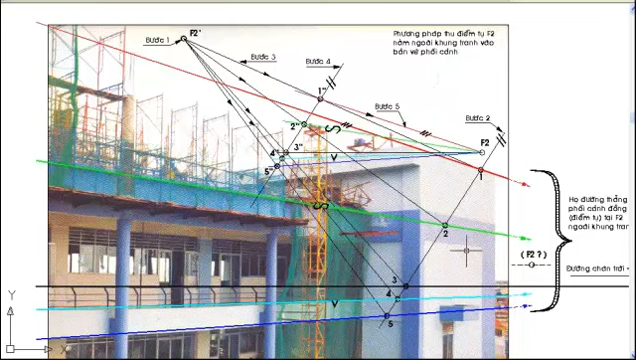 F2'
Bước 1
Bước 3
Bước 4
Phương pháp thu điểm tụ F2
nằm ngoài khung tranh vào
bản vẽ phối cảnh
1"
Bước 5
Bước 2
2"
S
///
F2
4"
3"
5"
V
1
S
Họ đường thẳng
phối cảnh đồng
(điểm tụ) tại F2
ngoài khung tran
2
( F2 ? )
Đường chân trời
3
4
V
5
Y
X